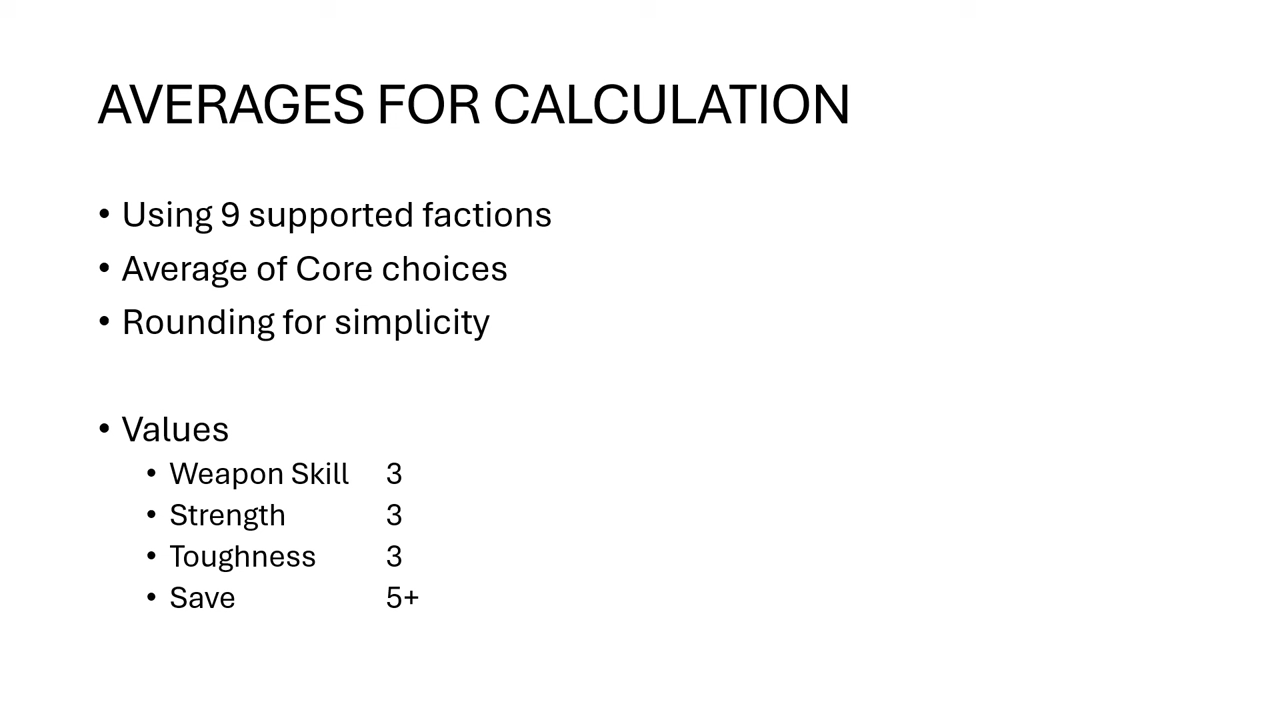 AVERAGES FOR CALCULATION
• Using 9 supported factions
• Average of Core choices
• Rounding for simplicity
• Values
• Weapon Skill 3
• Strength 3
• Toughness 3
• Save 5+